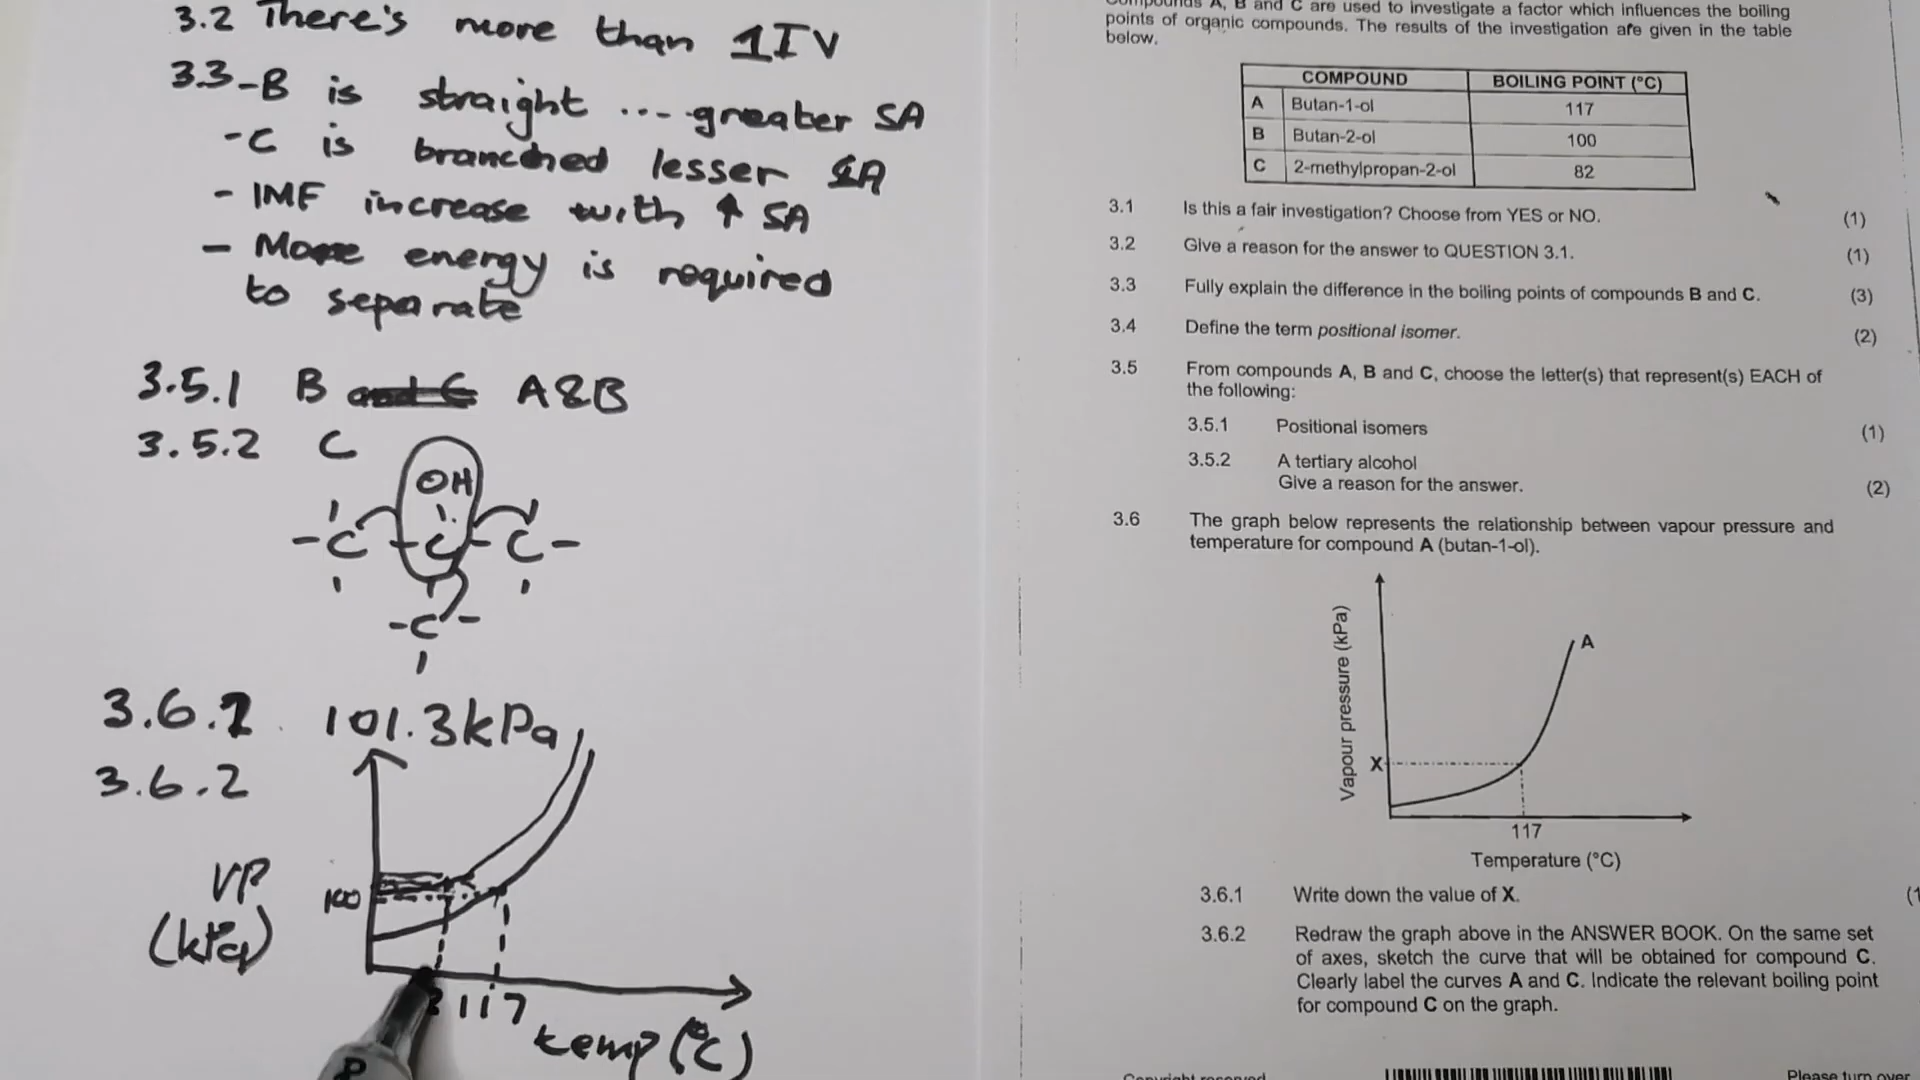 3.2 There's more than 1 IV
3.3 - B is straight .... greater SA
- C is branched lesser SA
- IMF increase with ↑ SA
- More energy is required
to separate
3.5.1 B and C A&B
3.5.2 C
OH
-C-C-C-
-C-
3.6.1 101.3kPa
3.6.2
VP
(kPa)
100
117
temp (°C)
Compounds A, B and C are used to investigate a factor which influences the boiling
points of organic compounds. The results of the investigation are given in the table
below.
COMPOUND BOILING POINT (°C)
A Butan-1-ol 117
B Butan-2-ol 100
C 2-methylpropan-2-ol 82
3.1 Is this a fair investigation? Choose from YES or NO. (1)
3.2 Give a reason for the answer to QUESTION 3.1. (1)
3.3 Fully explain the difference in the boiling points of compounds B and C. (3)
3.4 Define the term positional isomer. (2)
3.5 From compounds A, B and C, choose the letter(s) that represent(s) EACH of
the following:
3.5.1 Positional isomers (1)
3.5.2 A tertiary alcohol
Give a reason for the answer. (2)
3.6 The graph below represents the relationship between vapour pressure and
temperature for compound A (butan-1-ol).
A
Vapour pressure (kPa)
X
117
Temperature (°C)
3.6.1 Write down the value of X. (1
3.6.2 Redraw the graph above in the ANSWER BOOK. On the same set
of axes, sketch the curve that will be obtained for compound C.
Clearly label the curves A and C. Indicate the relevant boiling point
for compound C on the graph.
Copyright reserved Please turn over